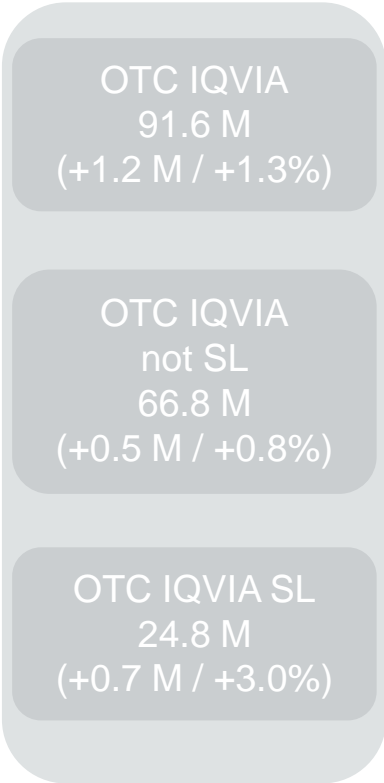 OTC IQVIA
91.6 M
(+1.2 M / +1.3%)
OTC IQVIA
not SL
66.8 M
(+0.5 M / +0.8%)
OTC IQVIA SL
24.8 M
(+0.7 M / +3.0%)